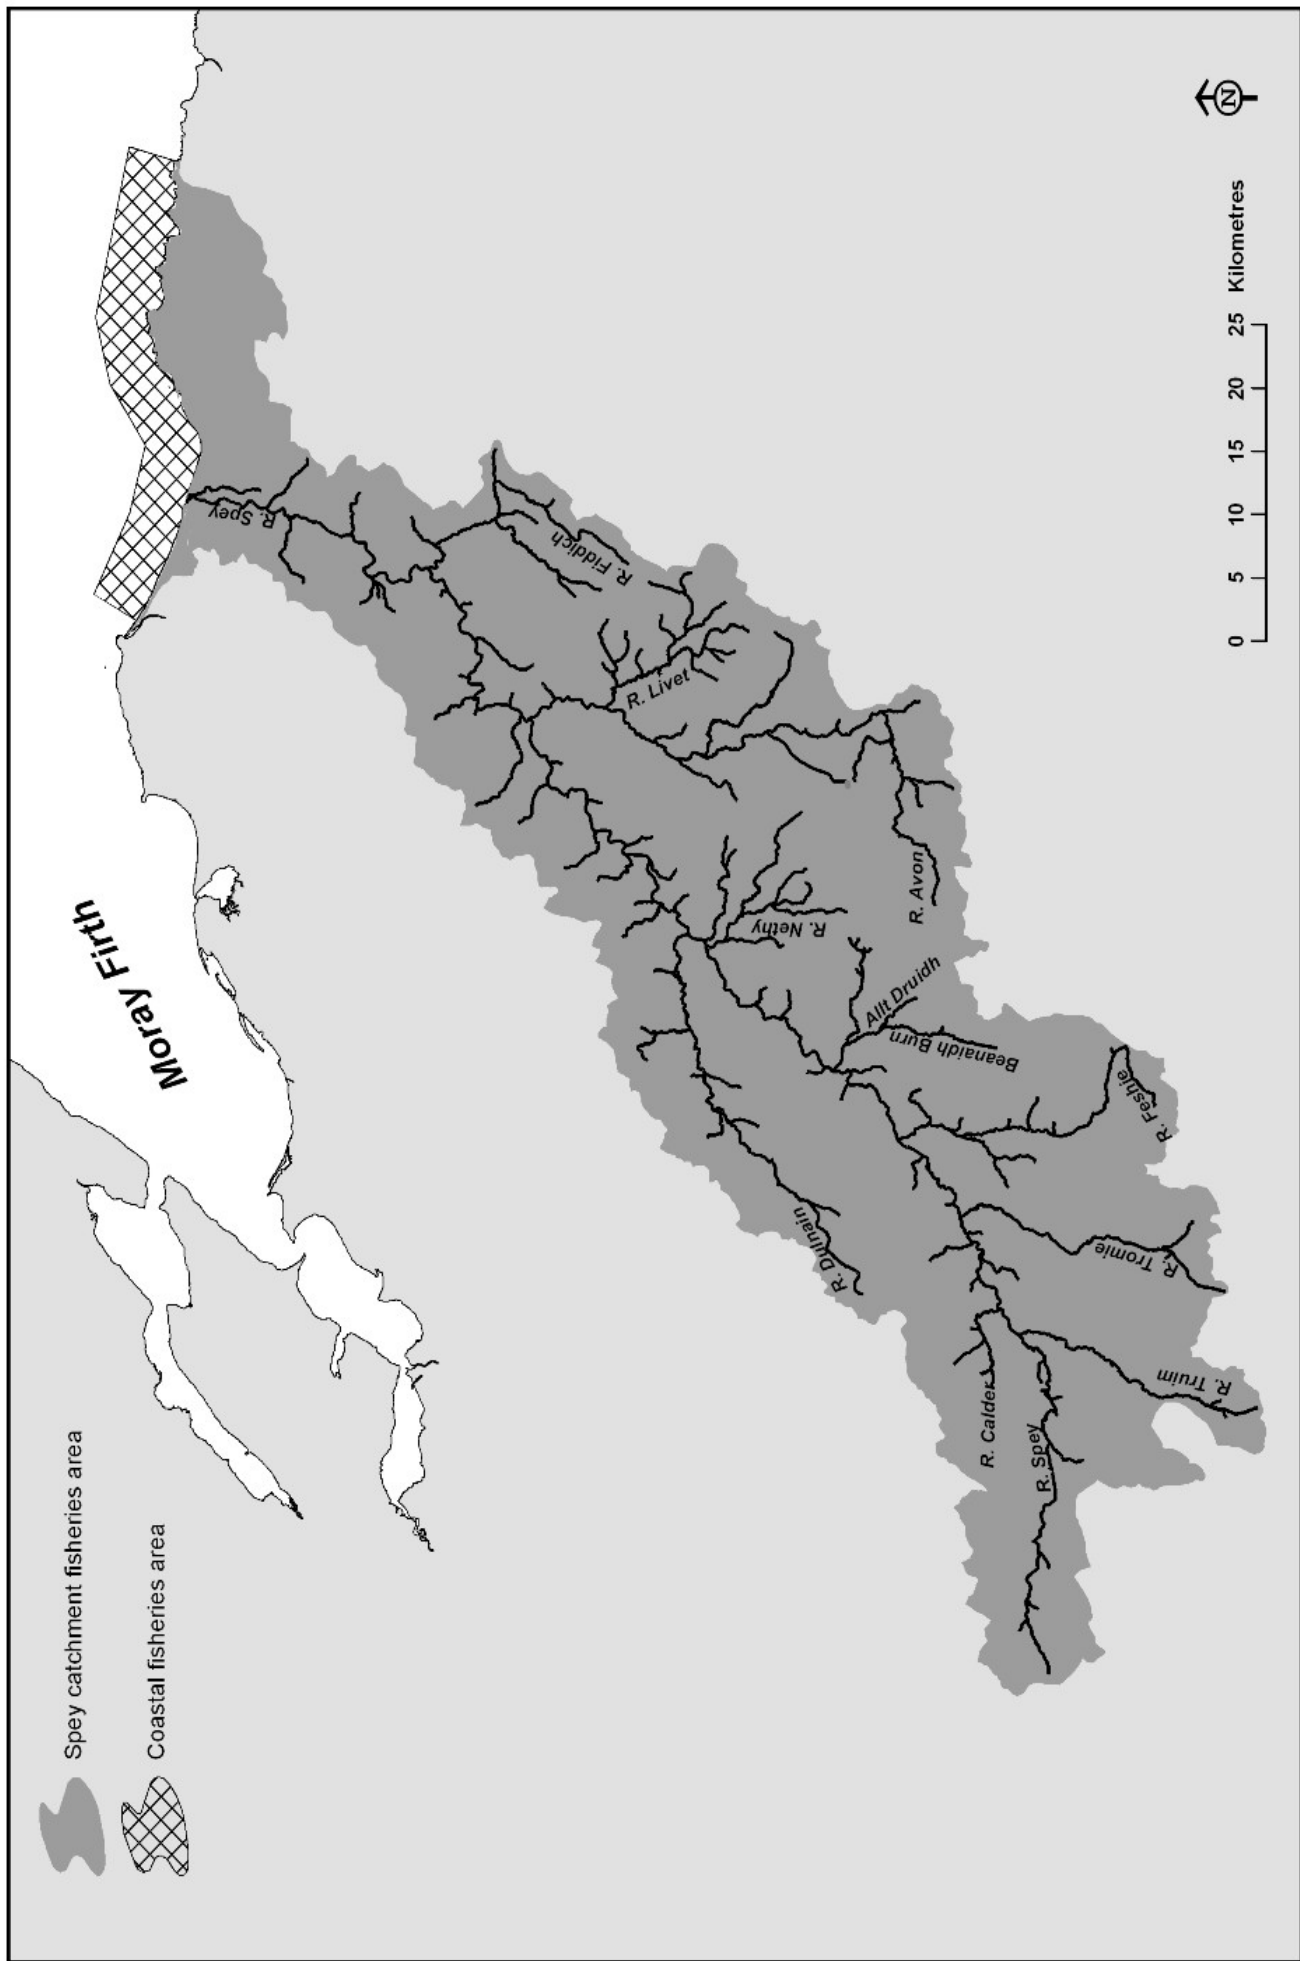 Spey catchment fisheries area
Coastal fisheries area
Moray Firth
R. Spey
R. Fiddich
R. Livet
R. Avon
R. Nethy
Allt Druidh
Beanaidh Burn
R. Feshie
R. Dulnain
R. Tromie
R. Truim
R. Calder
R. Spey
N
0 5 10 15 20 25 Kilometres